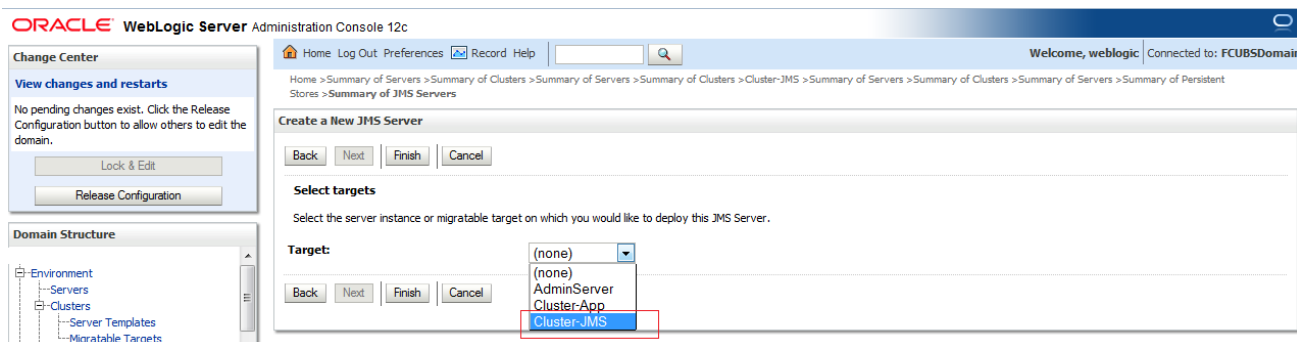 ORACLE WebLogic Server Administration Console 12c
Change Center
View changes and restarts
No pending changes exist. Click the Release
Configuration button to allow others to edit the
domain.
Lock & Edit
Release Configuration
Domain Structure
Environment
Servers
Clusters
Server Templates
Migratable Targets
Home Log Out Preferences Record Help
Welcome, weblogic Connected to: FCUBSDomain
Home >Summary of Servers >Summary of Clusters >Summary of Servers >Summary of Clusters >Cluster-JMS >Summary of Servers >Summary of Clusters >Summary of Servers >Summary of Persistent
Stores >Summary of JMS Servers
Create a New JMS Server
Back Next Finish Cancel
Select targets
Select the server instance or migratable target on which you would like to deploy this JMS Server.
Target: (none)
(none)
AdminServer
Cluster-App
Cluster-JMS
Back Next Finish Cancel